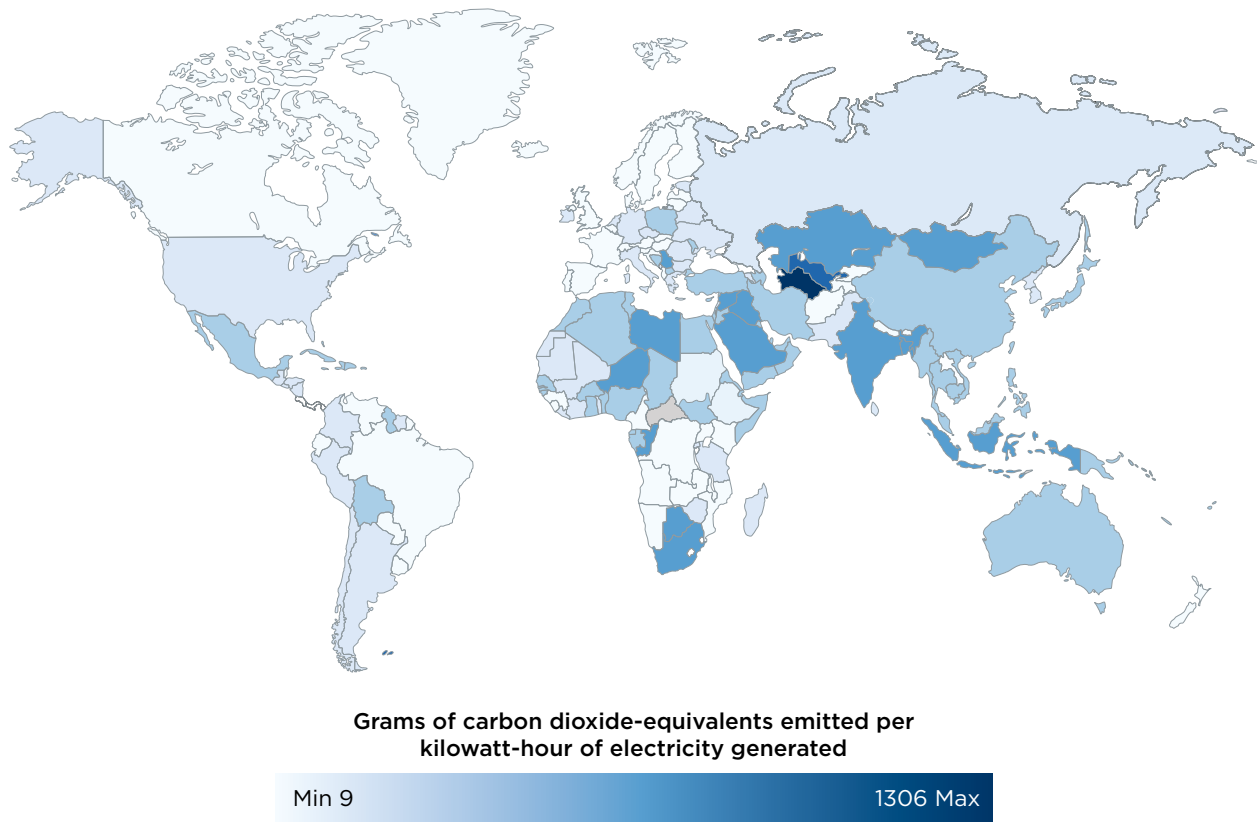 Grams of carbon dioxide-equivalents emitted per
kilowatt-hour of electricity generated
Min 9
1306 Max